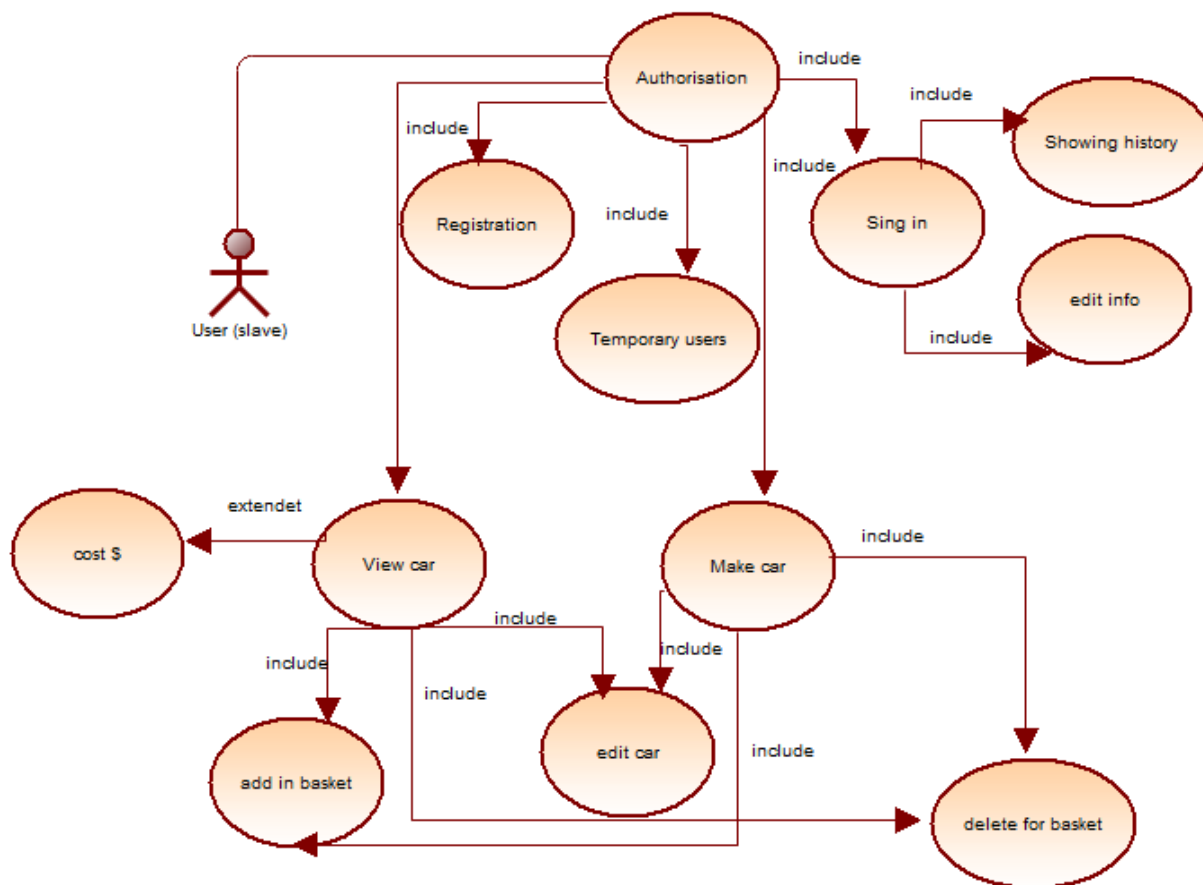 include
Authorisation
include
include
Showing history
include
Registration
include
Sing in
edit info
User (slave)
Temporary users
include
extendet
include
cost $
View car
Make car
include
include
include
include
include
add in basket
edit car
delete for basket